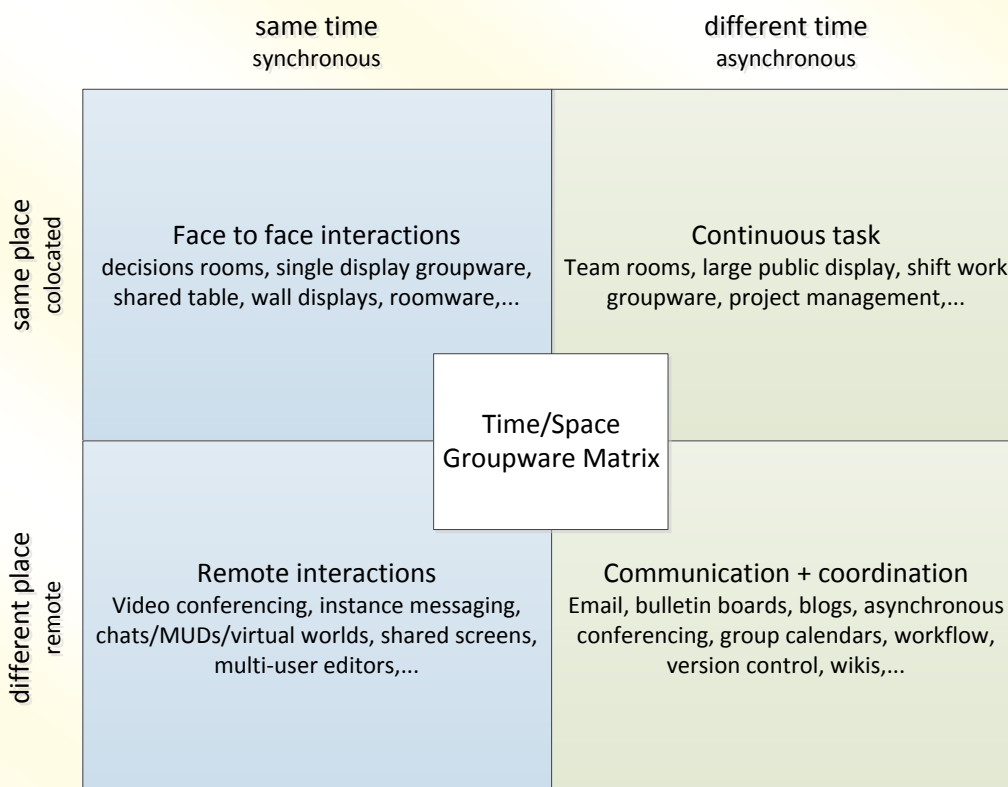 same time
synchronous
different time
asynchronous
same place
colocated
Face to face interactions
decisions rooms, single display groupware,
shared table, wall displays, roomware,...
Continuous task
Team rooms, large public display, shift work
groupware, project management,...
Time/Space
Groupware Matrix
different place
remote
Remote interactions
Video conferencing, instance messaging,
chats/MUDs/virtual worlds, shared screens,
multi-user editors,...
Communication + coordination
Email, bulletin boards, blogs, asynchronous
conferencing, group calendars, workflow,
version control, wikis,...